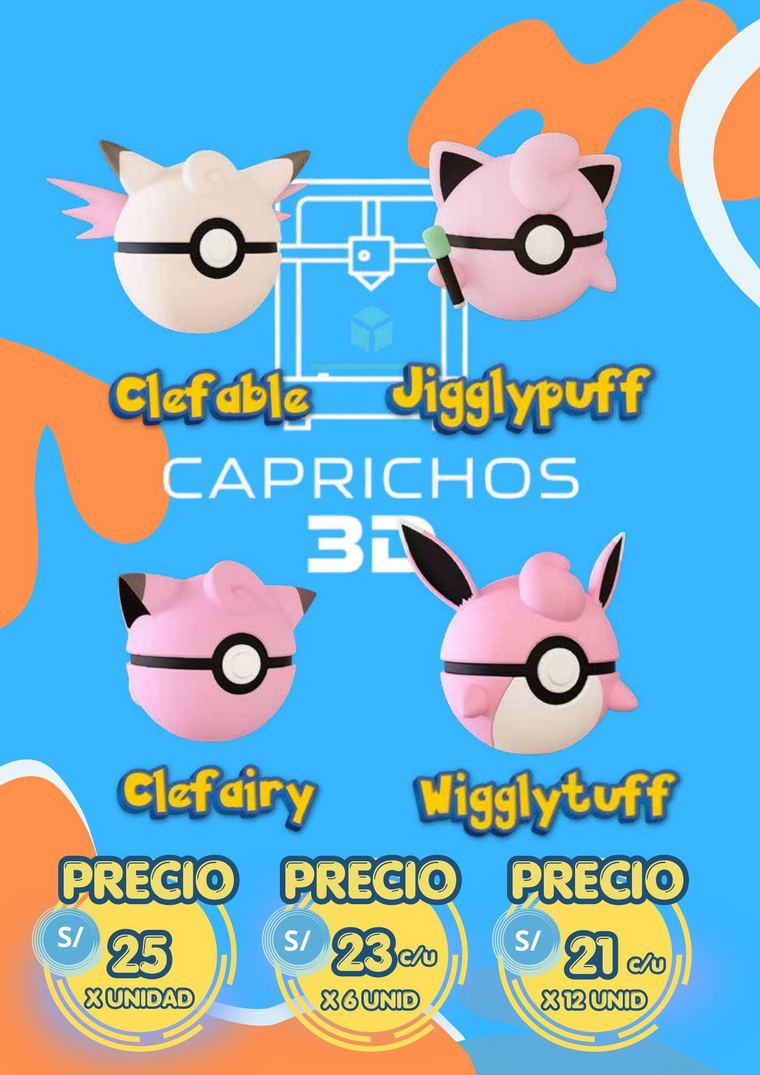 Clefable
Jigglypuff
CAPRICHOS
3D
Clefairy
Wigglytuff
PRECIO
S/ 25
X UNIDAD
PRECIO
S/ 23 c/u
X 6 UNID
PRECIO
S/ 21 c/u
X 12 UNID